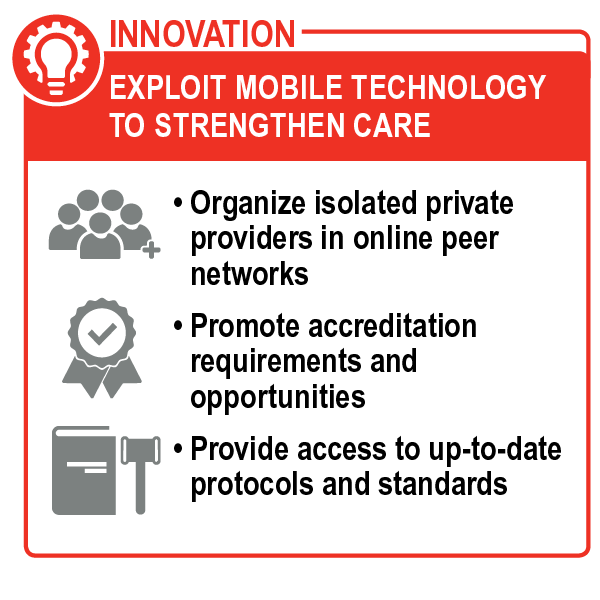 INNOVATION
EXPLOIT MOBILE TECHNOLOGY
TO STRENGTHEN CARE
• Organize isolated private
providers in online peer
networks
• Promote accreditation
requirements and
opportunities
• Provide access to up-to-date
protocols and standards